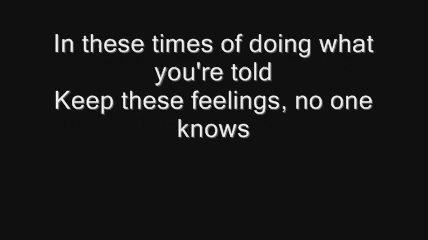 In these times of doing what
you're told
Keep these feelings, no one
knows